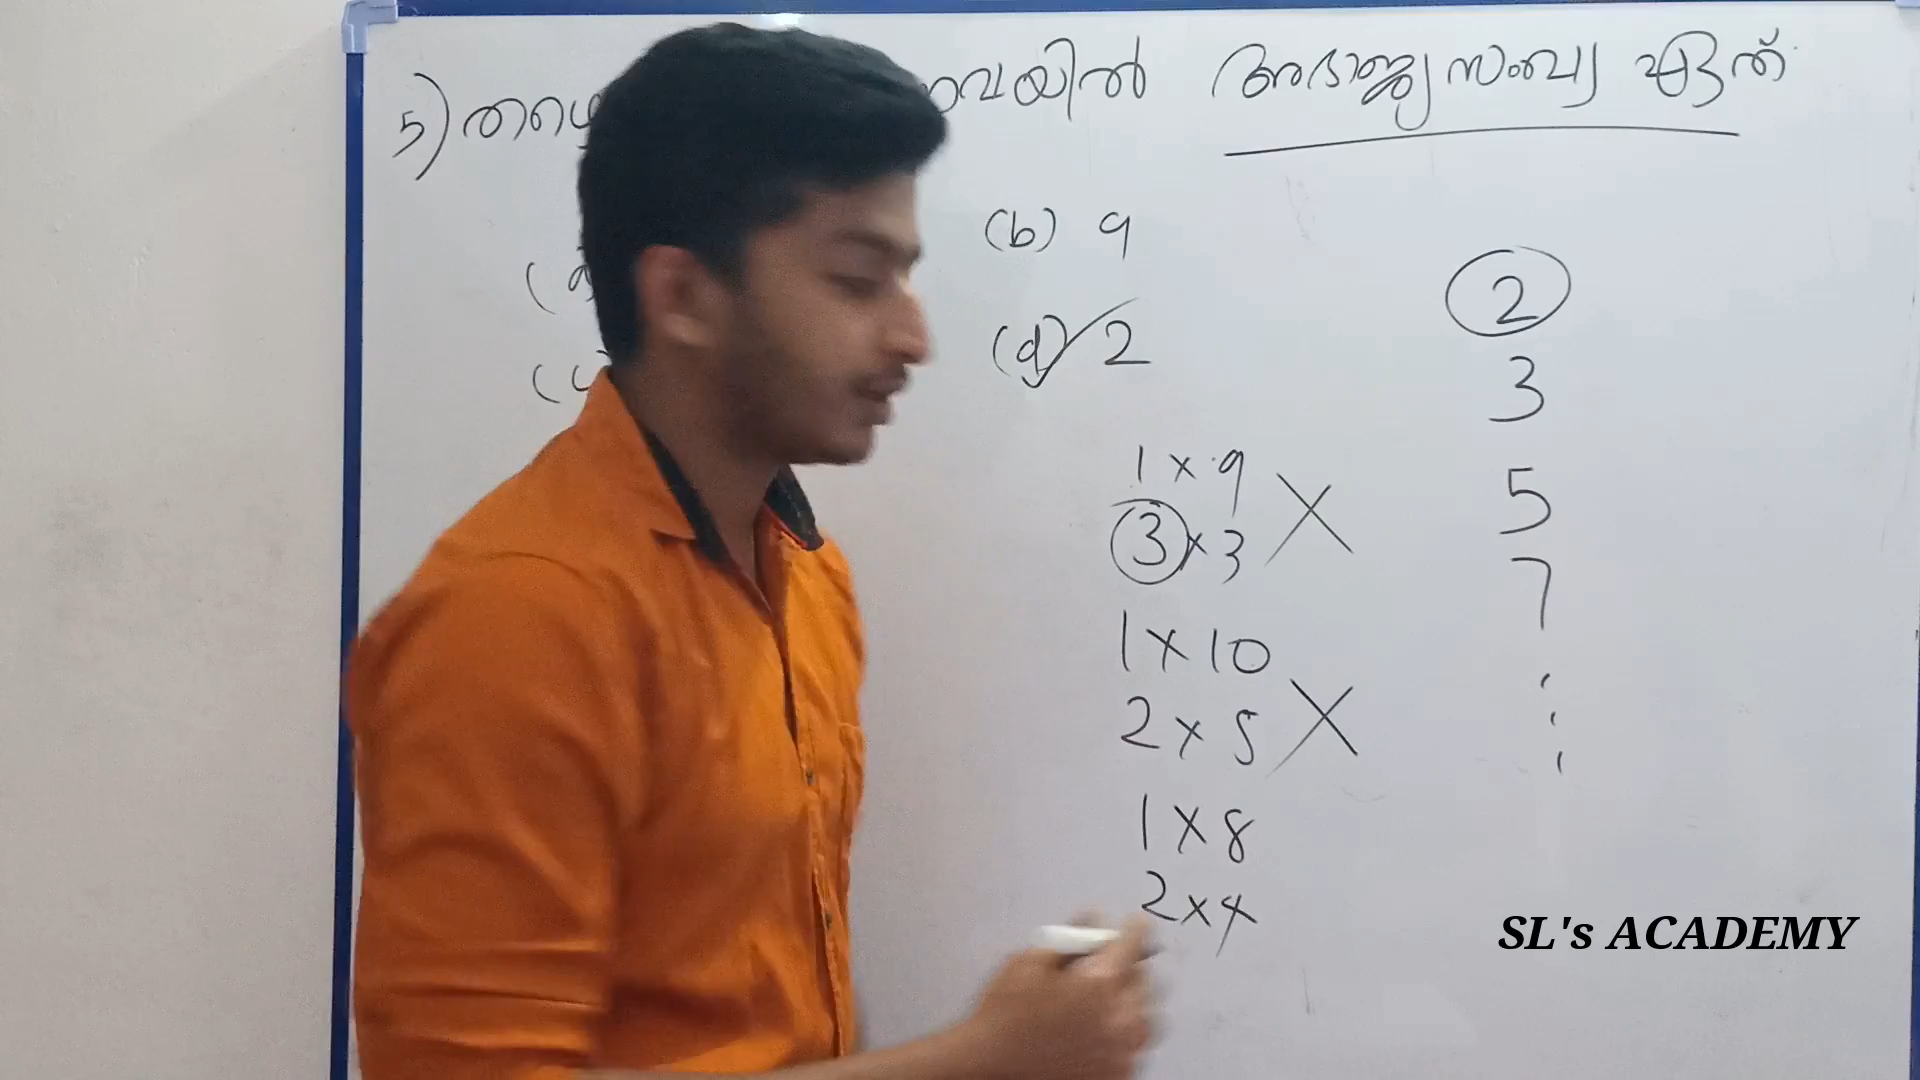 5) തഴെ വയിൽ അഭാജ്യസംഖ്യ ഏത്
(a
(b) 9
(c
(d) 2
2
3
5
7
1 x 9
3 x 3
1 x 10
2 x 5
1 x 8
2 x 4
SL's ACADEMY